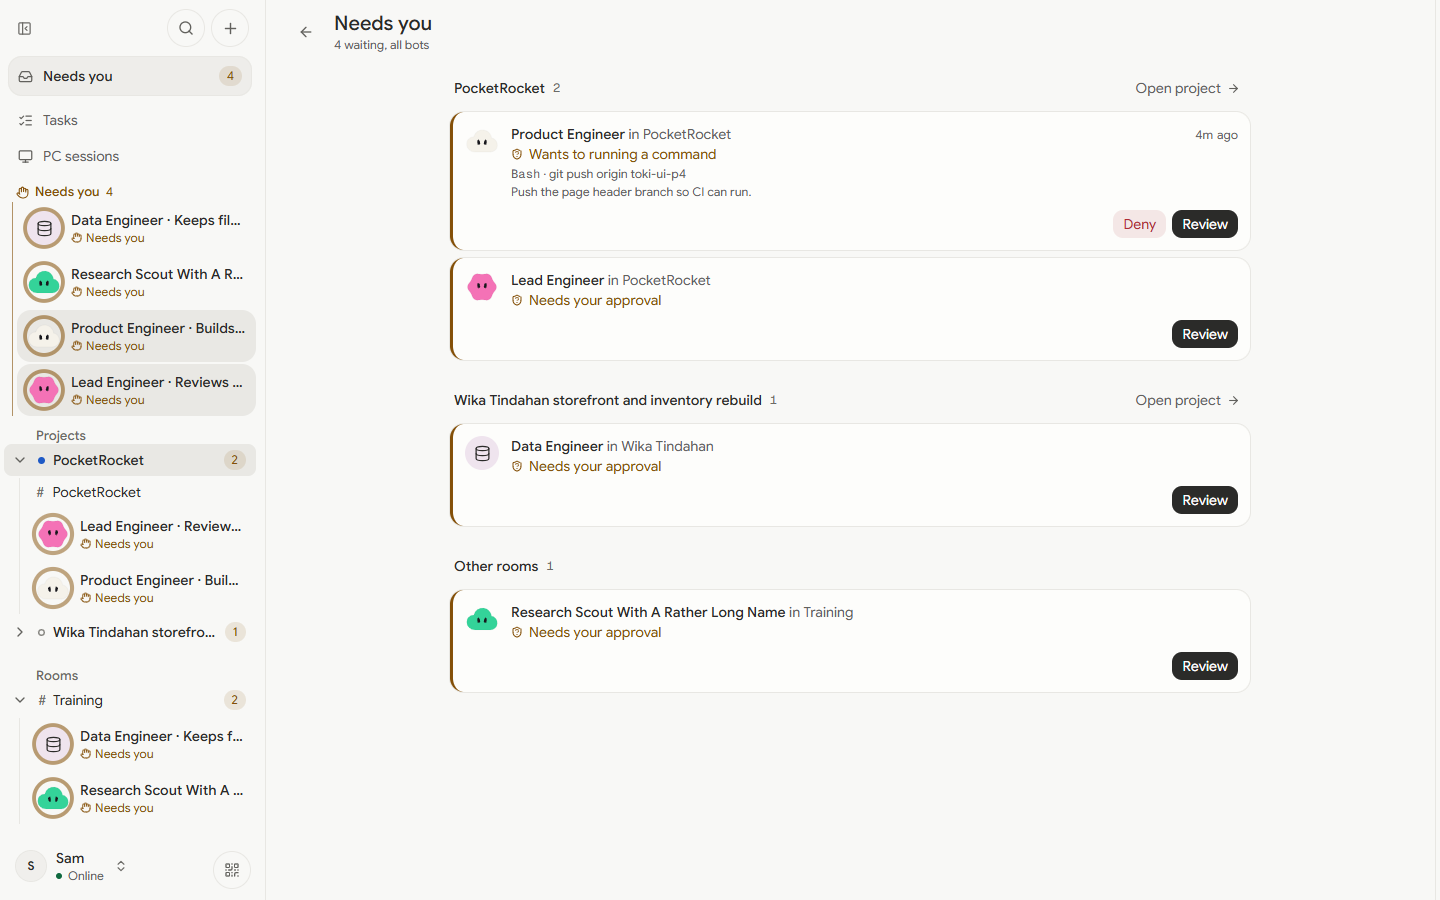 Needs you
4
Tasks
PC sessions
Needs you 4
Data Engineer · Keeps fil...
Needs you
Research Scout With A R...
Needs you
Product Engineer · Builds...
Needs you
Lead Engineer · Reviews ...
Needs you
Projects
PocketRocket
2
# PocketRocket
Lead Engineer · Review...
Needs you
Product Engineer · Buil...
Needs you
Wika Tindahan storefro...
1
Rooms
# Training
2
Data Engineer · Keeps f...
Needs you
Research Scout With A ...
Needs you
S
Sam
Online
Needs you
4 waiting, all bots
PocketRocket 2
Open project
Product Engineer in PocketRocket
4m ago
Wants to running a command
Bash · git push origin toki-ui-p4
Push the page header branch so CI can run.
Deny
Review
Lead Engineer in PocketRocket
Needs your approval
Review
Wika Tindahan storefront and inventory rebuild 1
Open project
Data Engineer in Wika Tindahan
Needs your approval
Review
Other rooms 1
Research Scout With A Rather Long Name in Training
Needs your approval
Review